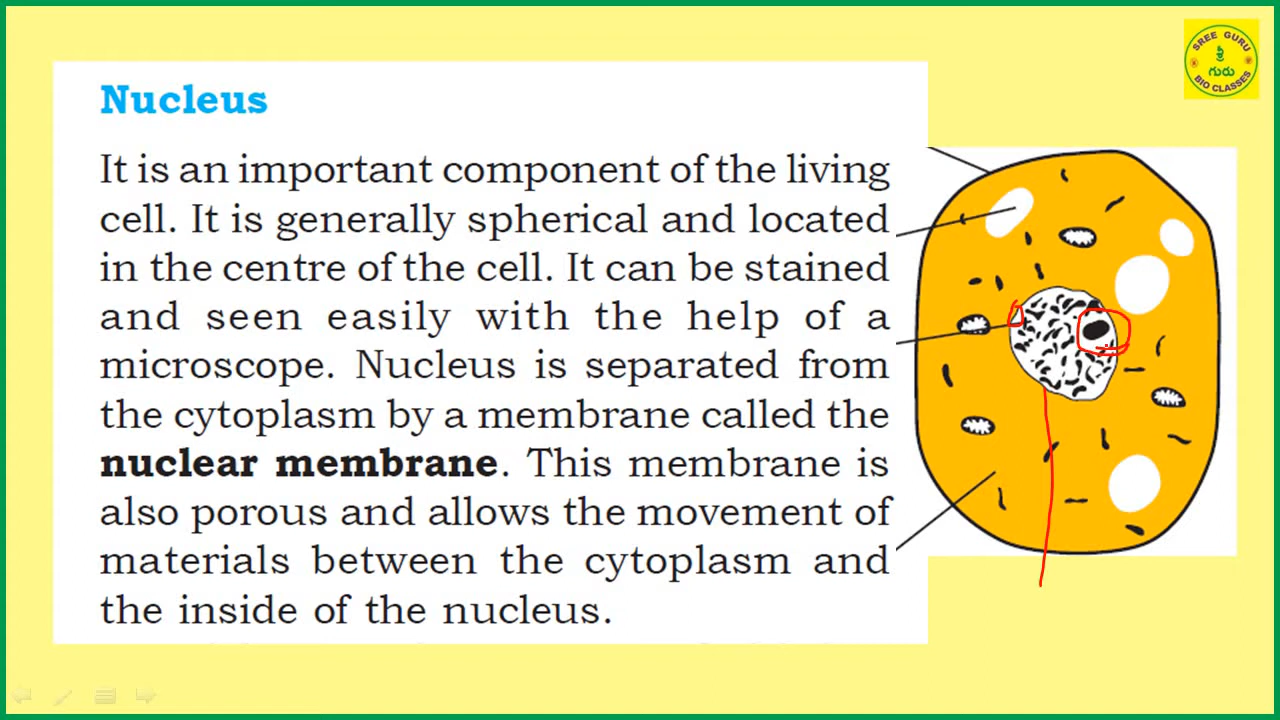 Nucleus
It is an important component of the living
cell. It is generally spherical and located
in the centre of the cell. It can be stained
and seen easily with the help of a
microscope. Nucleus is separated from
the cytoplasm by a membrane called the
nuclear membrane. This membrane is
also porous and allows the movement of
materials between the cytoplasm and
the inside of the nucleus.
SREE GURU
శ్రీ
గురు
BIO CLASSES